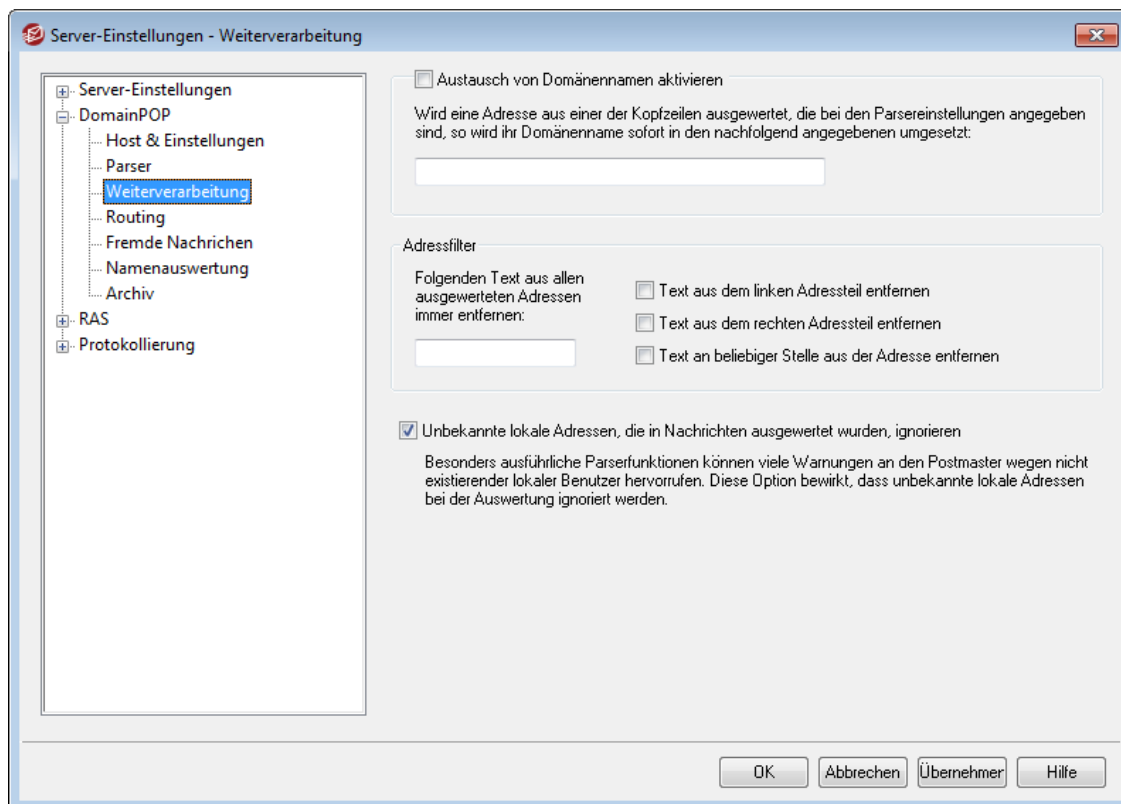 Server-Einstellungen - Weiterverarbeitung
Server-Einstellungen
DomainPOP
Host & Einstellungen
Parser
Weiterverarbeitung
Routing
Fremde Nachrichen
Namenauswertung
Archiv
RAS
Protokollierung
Austausch von Domänennamen aktivieren
Wird eine Adresse aus einer der Kopfzeilen ausgewertet, die bei den Parsereinstellungen angegeben
sind, so wird ihr Domänenname sofort in den nachfolgend angegebenen umgesetzt:
Adressfilter
Folgenden Text aus allen
ausgewerteten Adressen
immer entfernen:
Text aus dem linken Adressteil entfernen
Text aus dem rechten Adressteil entfernen
Text an beliebiger Stelle aus der Adresse entfernen
Unbekannte lokale Adressen, die in Nachrichten ausgewertet wurden, ignorieren
Besonders ausführliche Parserfunktionen können viele Warnungen an den Postmaster wegen nicht
existierender lokaler Benutzer hervorrufen. Diese Option bewirkt, dass unbekannte lokale Adressen
bei der Auswertung ignoriert werden.
OK
Abbrechen
Übernehmer
Hilfe